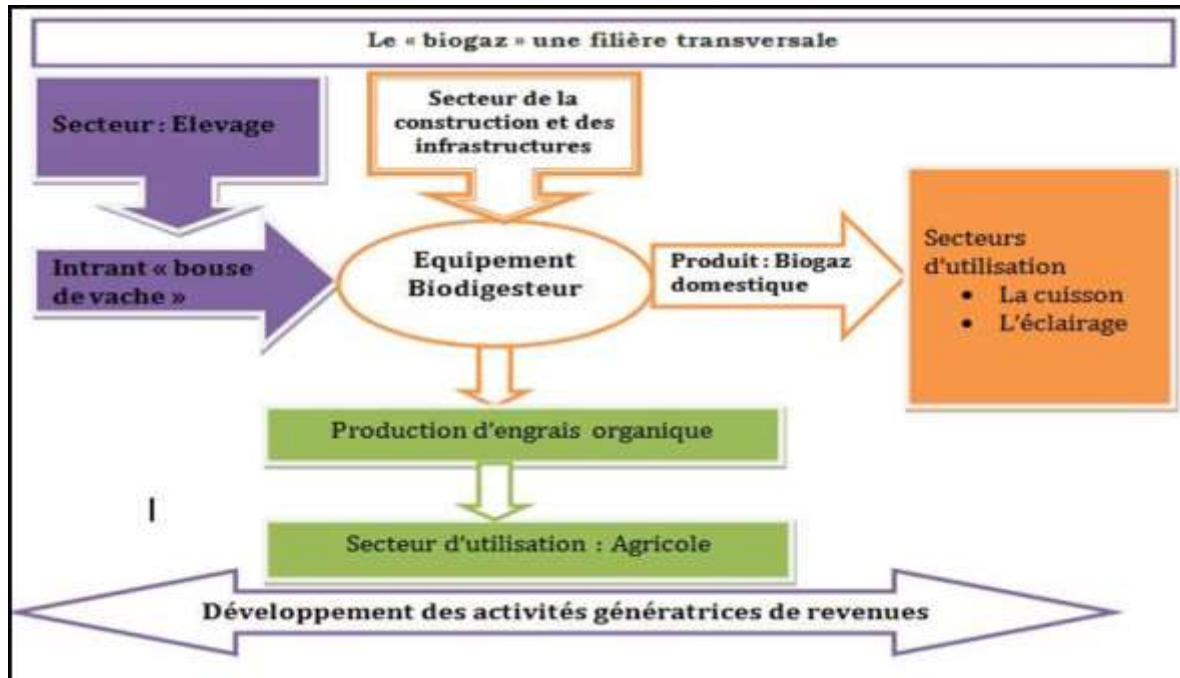 Le « biogaz » une filière transversale
Secteur : Elevage
Secteur de la
construction et des
infrastructures
Intrant « bouse
de vache »
Equipement
Biodigesteur
Produit : Biogaz
domestique
Secteurs
d'utilisation
• La cuisson
• L'éclairage
Production d'engrais organique
Secteur d'utilisation : Agricole
Développement des activités génératrices de revenues